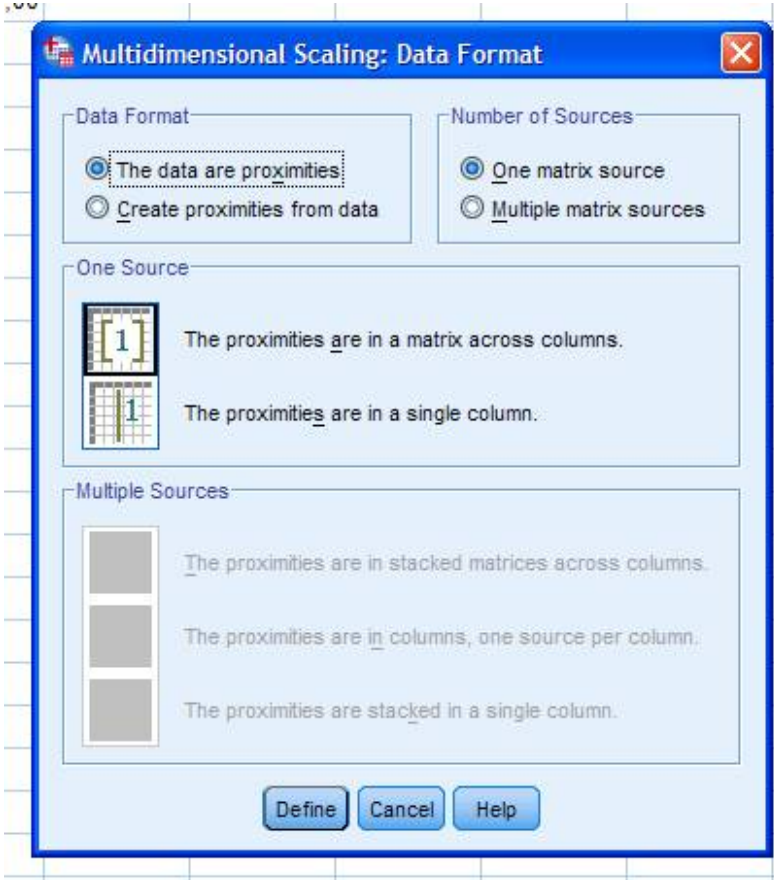 Multidimensional Scaling: Data Format
Data Format
The data are proximities
Create proximities from data
Number of Sources
One matrix source
Multiple matrix sources
One Source
1
The proximities are in a matrix across columns.
1
The proximities are in a single column.
Multiple Sources
The proximities are in stacked matrices across columns.
The proximities are in columns, one source per column.
The proximities are stacked in a single column.
Define Cancel Help